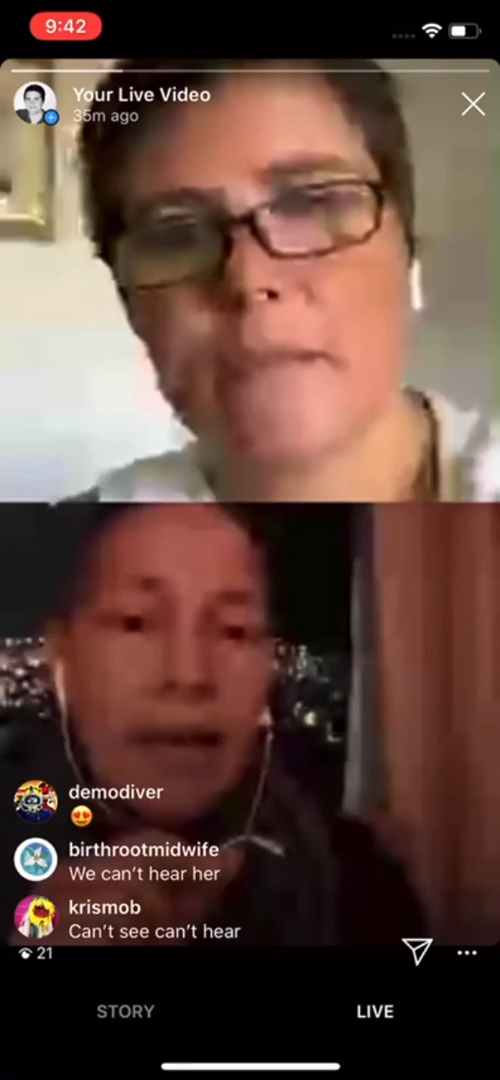 9:42
Your Live Video
35m ago
demodiver
😍
birthrootmidwife
We can't hear her
krismob
Can't see can't hear
21
STORY
LIVE